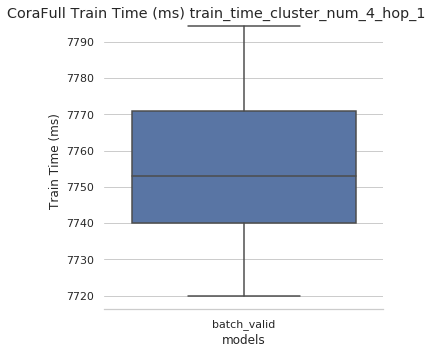 CoraFull Train Time (ms) train_time_cluster_num_4_hop_1
7790
7780
7770
7760
7750
7740
7730
7720
Train Time (ms)
batch_valid
models